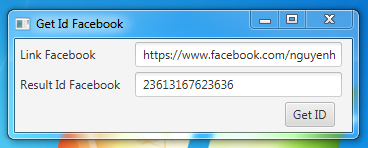 Get Id Facebook
Link Facebook https://www.facebook.com/nguyenh
Result Id Facebook 23613167623636
Get ID